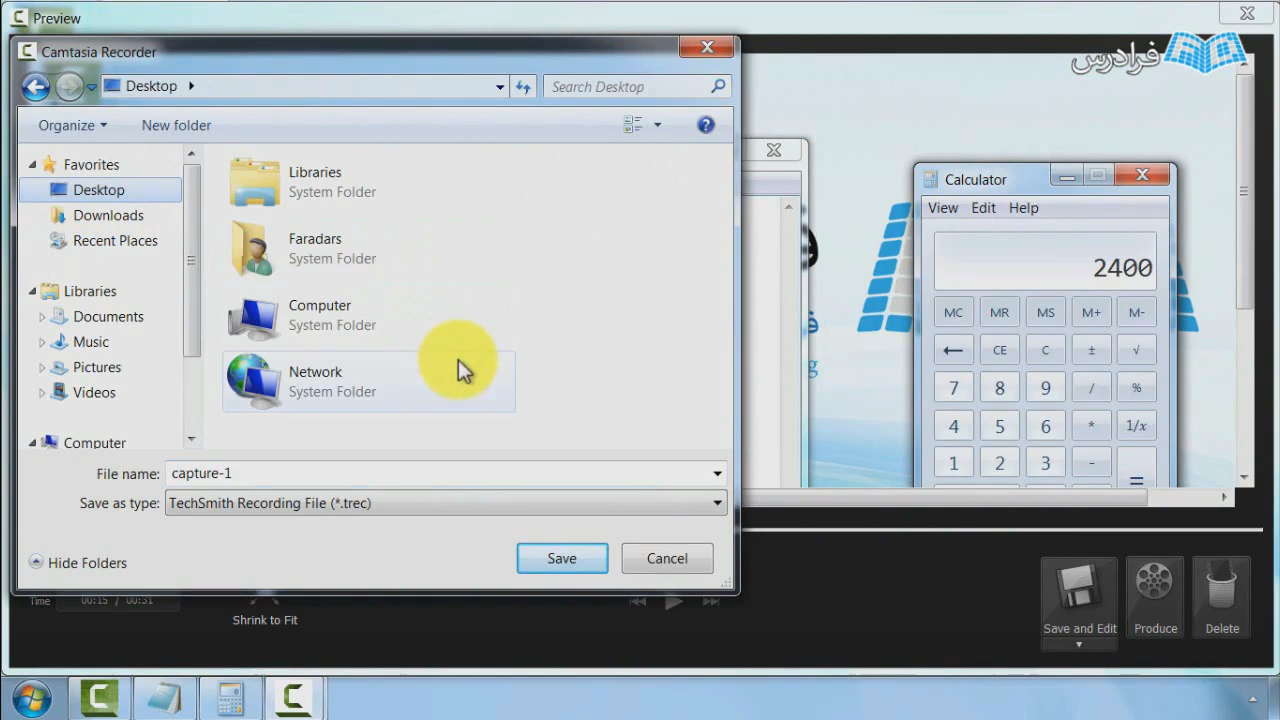 Preview
فرادرس
Camtasia Recorder
Desktop
Search Desktop
Organize
New folder
Favorites
Desktop
Downloads
Recent Places
Libraries
Documents
Music
Pictures
Videos
Computer
Libraries
System Folder
Faradars
System Folder
Computer
System Folder
Network
System Folder
File name: capture-1
Save as type: TechSmith Recording File (*.trec)
Hide Folders
Save
Cancel
Calculator
View Edit Help
2400
MC MR MS M+ M-
← CE C ± √
7 8 9 / %
4 5 6 * 1/x
1 2 3 - =
Time 00:15 / 00:31
Shrink to Fit
Save and Edit
Produce
Delete